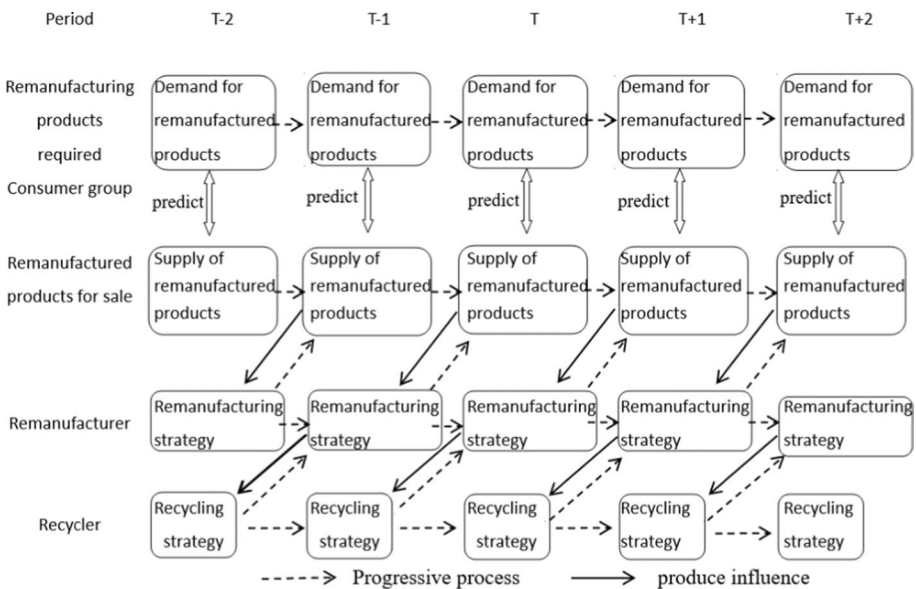 Period T-2 T-1 T T+1 T+2
Remanufacturing
products
required
Consumer group
Demand for
remanufactured
products
Demand for
remanufactured
products
Demand for
remanufactured
products
Demand for
remanufactured
products
Demand for
remanufactured
products
predict predict predict predict predict
Remanufactured
products for sale
Supply of
remanufactured
products
Supply of
remanufactured
products
Supply of
remanufactured
products
Supply of
remanufactured
products
Supply of
remanufactured
products
Remanufacturer
Remanufacturing
strategy
Remanufacturing
strategy
Remanufacturing
strategy
Remanufacturing
strategy
Remanufacturing
strategy
Recycler
Recycling
strategy
Recycling
strategy
Recycling
strategy
Recycling
strategy
Recycling
strategy
Progressive process produce influence